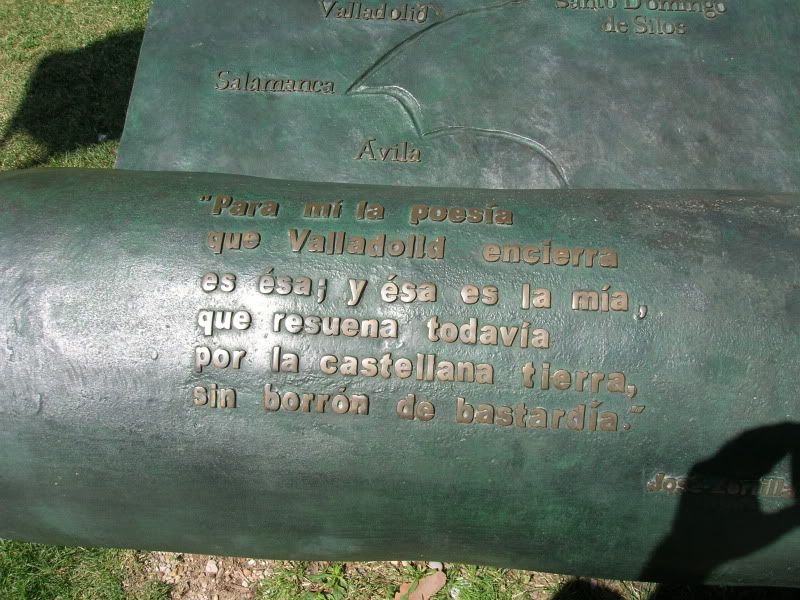 Valladolid
Santo Domingo
de Silos
Salamanca
Ávila
"Para mí la poesía
que Valladolid encierra
es ésa; y ésa es la mía,
que resuena todavía
por la castellana tierra,
sin borrón de bastardía."
José Zorrilla